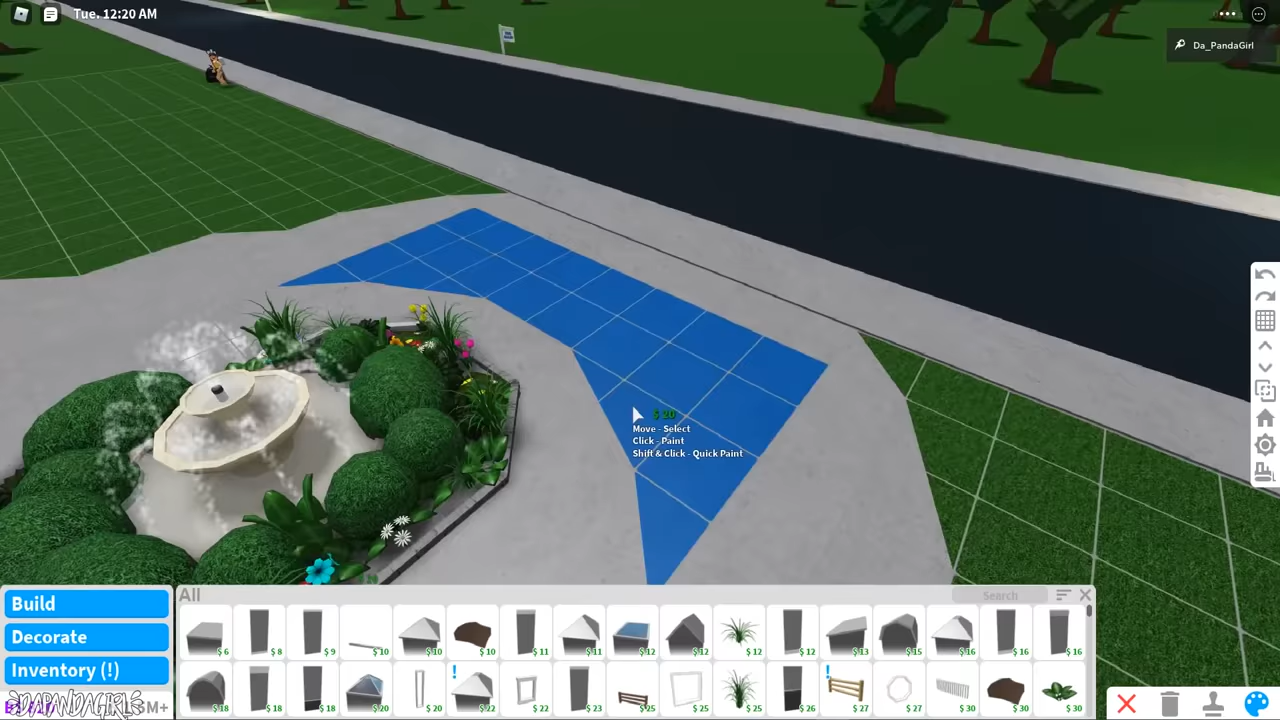 Tue. 12:20 AM
Da_PandaGirl
$ 20
Move - Select
Click - Paint
Shift & Click - Quick Paint
Build
Decorate
Inventory (!)
DAPANDAGIRL
M+
All
Search
$ 6 $ 8 $ 9 $ 10 $ 10 $ 10 $ 11 $ 11 $ 12 $ 12 $ 12 $ 12 $ 13 $ 15 $ 16 $ 16 $ 16
$ 18 $ 18 $ 18 $ 20 $ 20 $ 22 $ 22 $ 23 $ 25 $ 25 $ 25 $ 26 $ 27 $ 27 $ 30 $ 30 $ 30